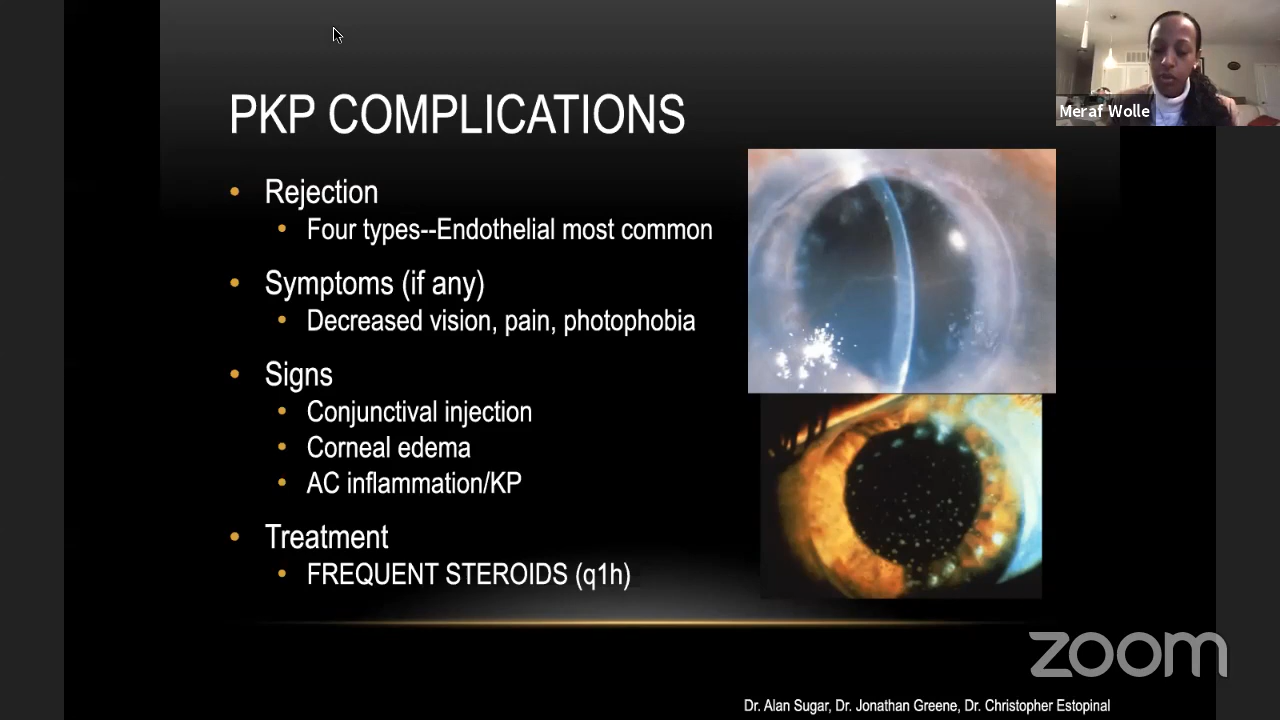 Meraf Wolle
PKP COMPLICATIONS
Rejection
Four types--Endothelial most common
Symptoms (if any)
Decreased vision, pain, photophobia
Signs
Conjunctival injection
Corneal edema
AC inflammation/KP
Treatment
FREQUENT STEROIDS (q1h)
zoom
Dr. Alan Sugar, Dr. Jonathan Greene, Dr. Christopher Estopinal